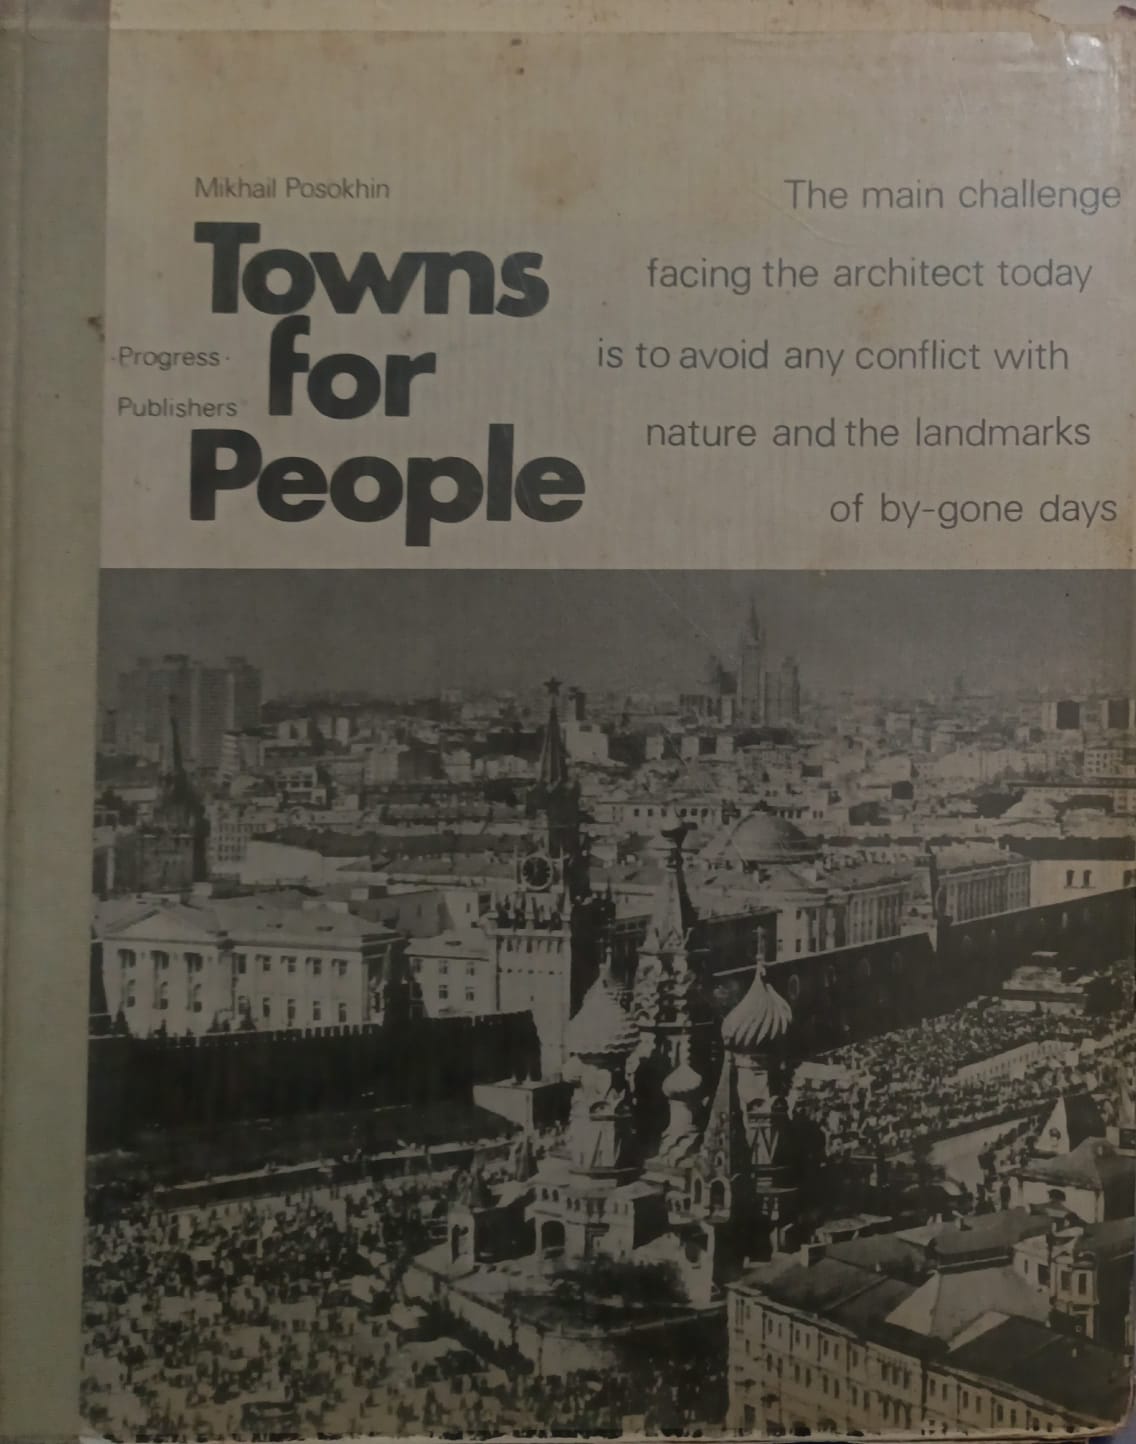 Mikhail Posokhin
Towns
for
People
Progress
Publishers
The main challenge
facing the architect today
is to avoid any conflict with
nature and the landmarks
of by-gone days